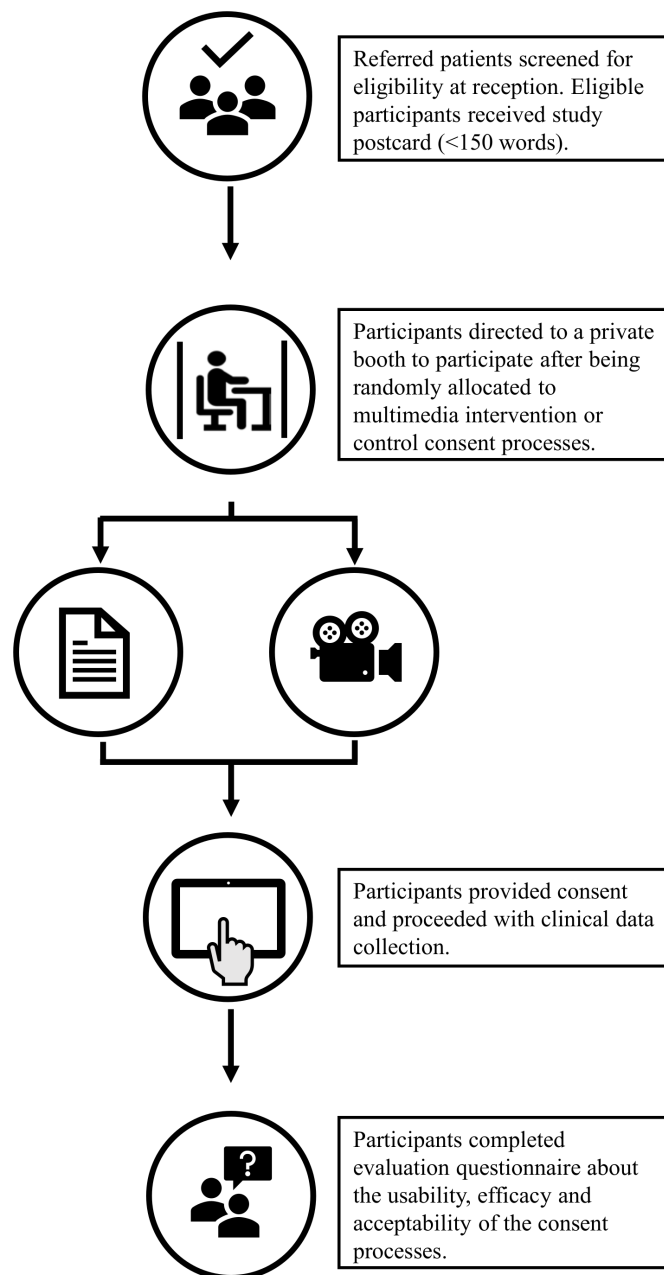 Referred patients screened for
eligibility at reception. Eligible
participants received study
postcard (<150 words).
Participants directed to a private
booth to participate after being
randomly allocated to
multimedia intervention or
control consent processes.
Participants provided consent
and proceeded with clinical data
collection.
?
Participants completed
evaluation questionnaire about
the usability, efficacy and
acceptability of the consent
processes.